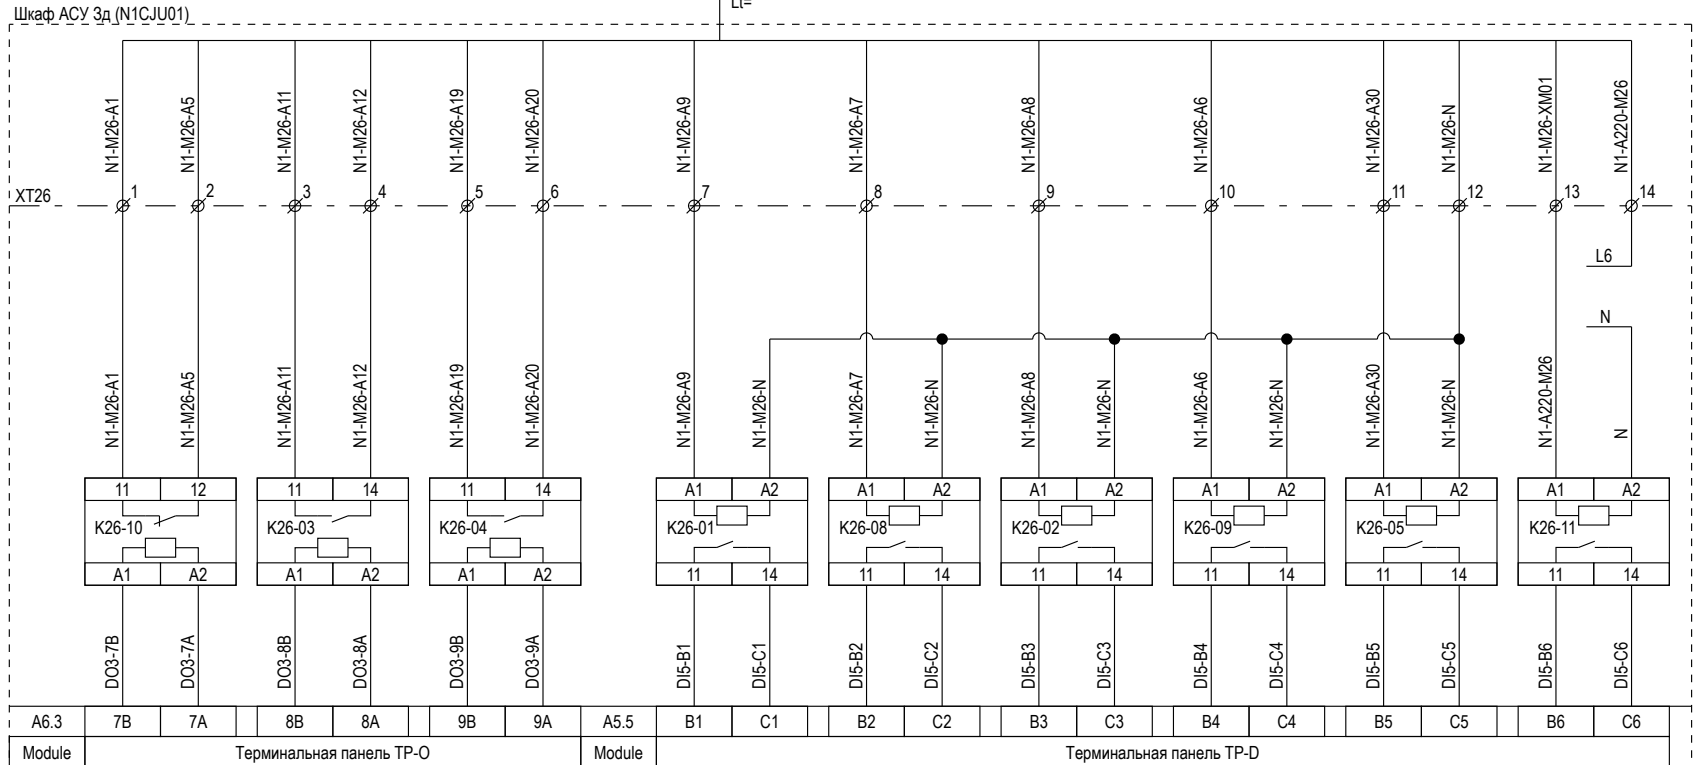 Lt=
Шкаф АСУ 3д (N1CJU01)
N1-M26-A1 N1-M26-A5 N1-M26-A11 N1-M26-A12 N1-M26-A19 N1-M26-A20 N1-M26-A9 N1-M26-A7 N1-M26-A8 N1-M26-A6 N1-M26-A30 N1-M26-N N1-M26-XM01 N1-A220-M26
XT26 1 2 3 4 5 6 7 8 9 10 11 12 13 14
L6
N
N1-M26-A1 N1-M26-A5 N1-M26-A11 N1-M26-A12 N1-M26-A19 N1-M26-A20 N1-M26-A9 N1-M26-N N1-M26-A7 N1-M26-N N1-M26-A8 N1-M26-N N1-M26-A6 N1-M26-N N1-M26-A30 N1-M26-N N1-A220-M26 N
11 12 11 14 11 14 A1 A2 A1 A2 A1 A2 A1 A2 A1 A2 A1 A2
K26-10 K26-03 K26-04 K26-01 K26-08 K26-02 K26-09 K26-05 K26-11
A1 A2 A1 A2 A1 A2 11 14 11 14 11 14 11 14 11 14 11 14
DO3-7B DO3-7A DO3-8B DO3-8A DO3-9B DO3-9A DI5-B1 DI5-C1 DI5-B2 DI5-C2 DI5-B3 DI5-C3 DI5-B4 DI5-C4 DI5-B5 DI5-C5 DI5-B6 DI5-C6
A6.3 7B 7A 8B 8A 9B 9A A5.5 B1 C1 B2 C2 B3 C3 B4 C4 B5 C5 B6 C6
Module Терминальная панель TP-O Module Терминальная панель TP-D